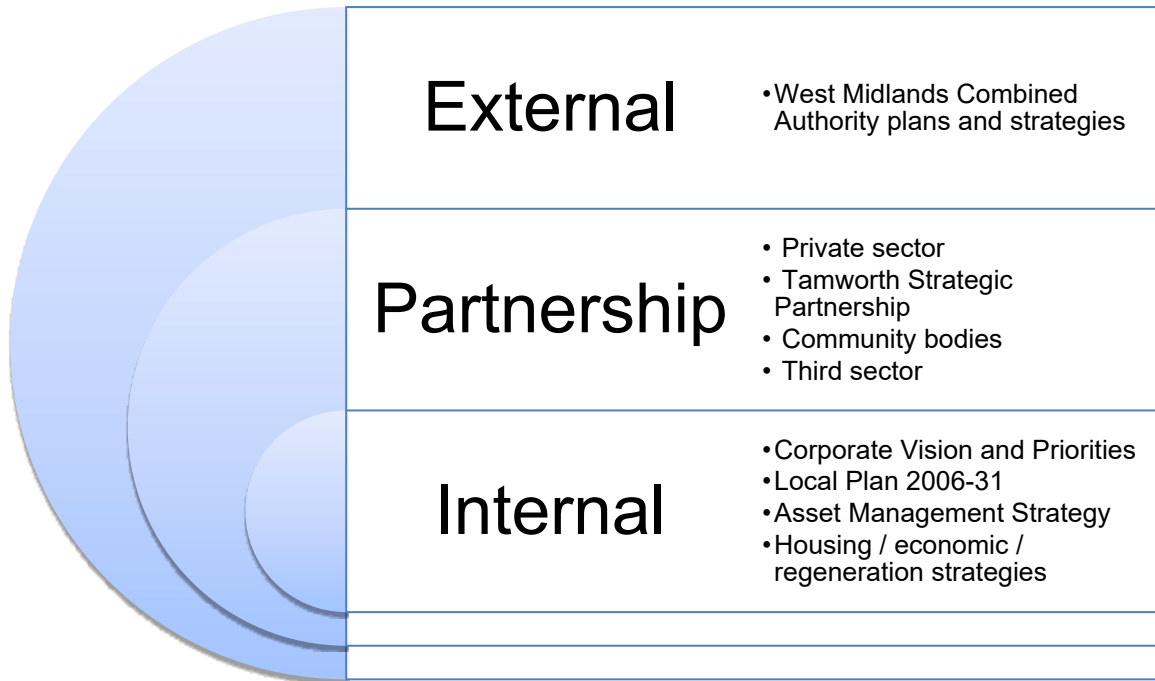 External
•West Midlands Combined
Authority plans and strategies
Partnership
• Private sector
• Tamworth Strategic
Partnership
• Community bodies
• Third sector
Internal
•Corporate Vision and Priorities
•Local Plan 2006-31
•Asset Management Strategy
•Housing / economic /
regeneration strategies